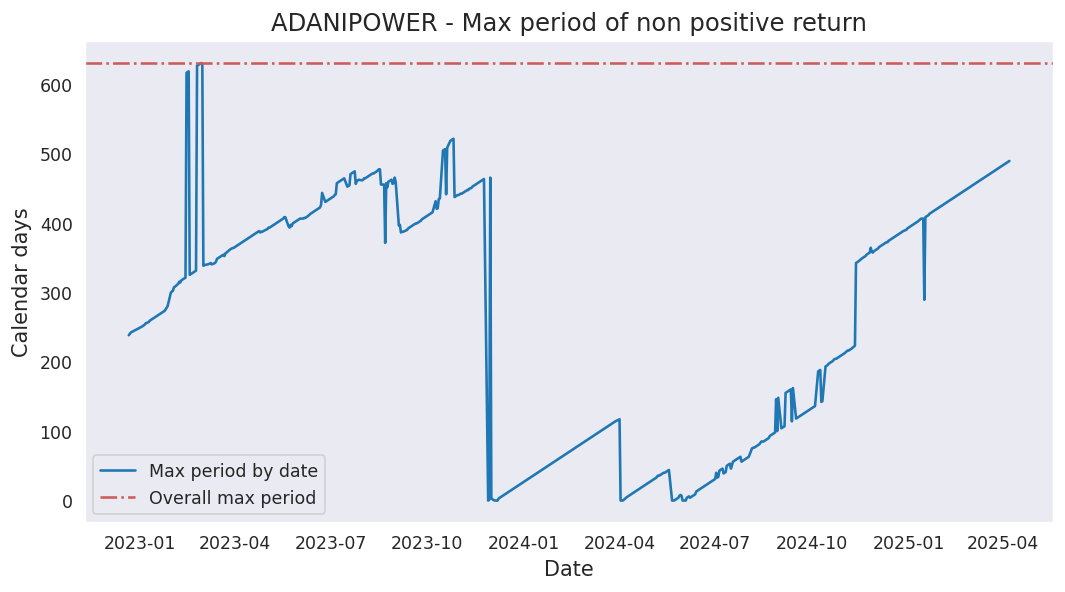 ADANIPOWER - Max period of non positive return
Calendar days
600
500
400
300
200
100
0
Max period by date
Overall max period
2023-01 2023-04 2023-07 2023-10 2024-01 2024-04 2024-07 2024-10 2025-01 2025-04
Date